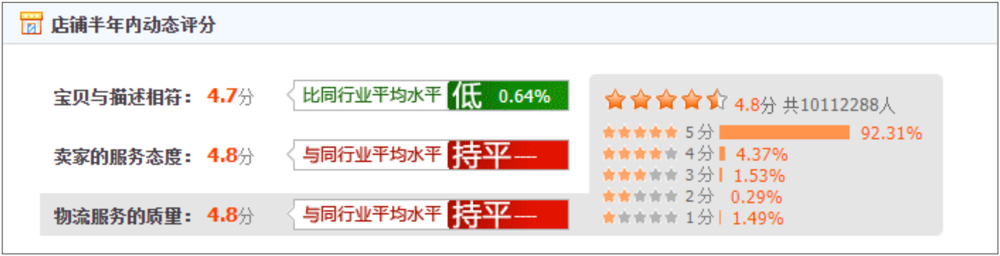 店铺半年内动态评分
宝贝与描述相符： 4.7分 比同行业平均水平 低 0.64%
卖家的服务态度： 4.8分 与同行业平均水平 持平----
物流服务的质量： 4.8分 与同行业平均水平 持平----
4.8分 共10112288人
5分 92.31%
4分 4.37%
3分 1.53%
2分 0.29%
1分 1.49%